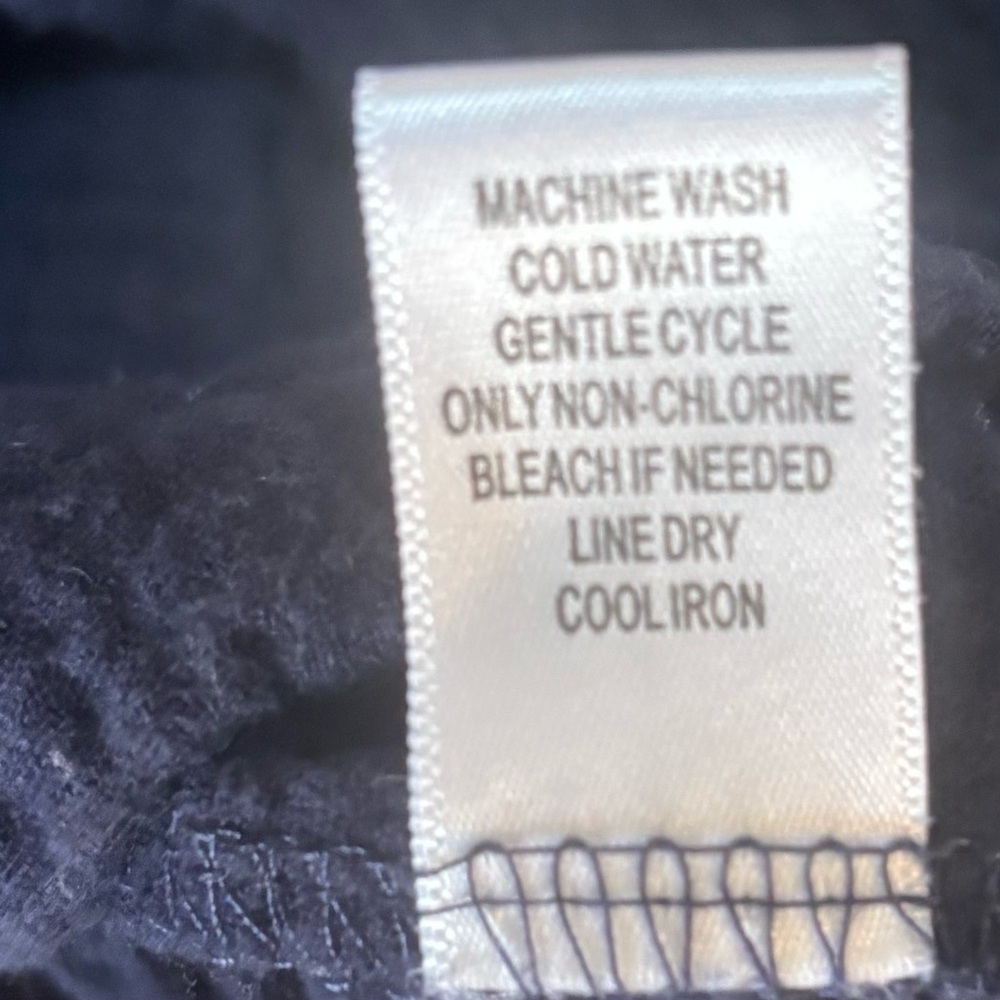 MACHINE WASH
COLD WATER
GENTLE CYCLE
ONLY NON-CHLORINE
BLEACH IF NEEDED
LINE DRY
COOL IRON